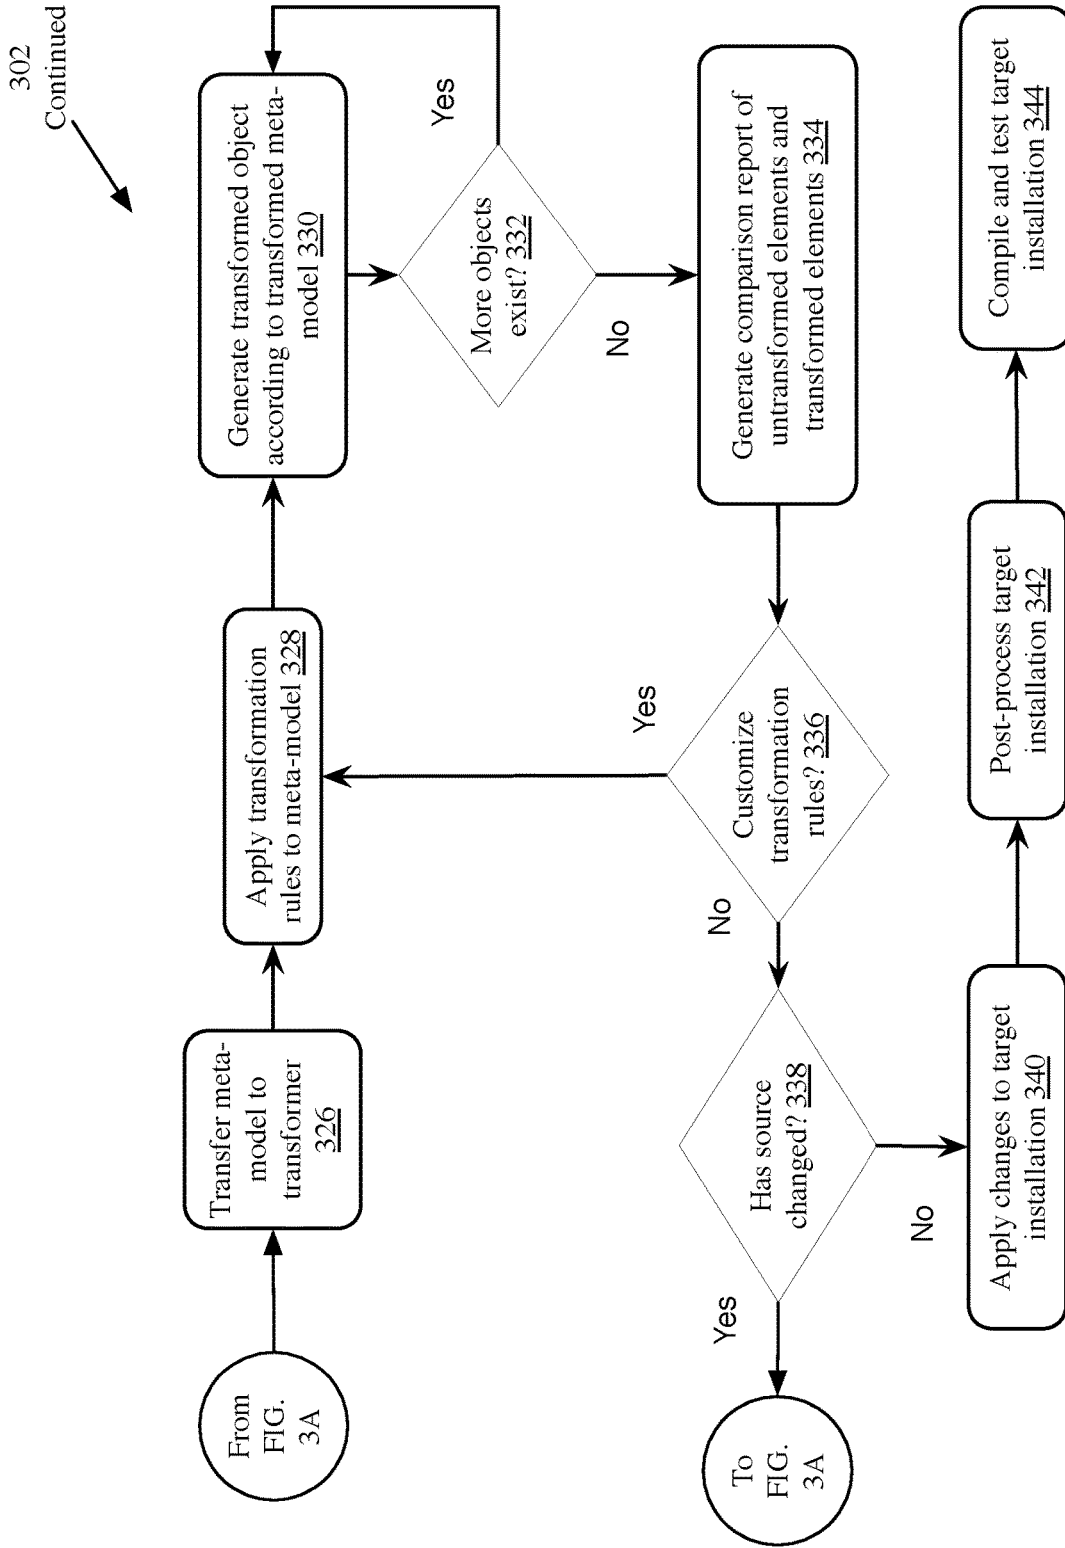 302
Continued
From
FIG.
3A
Transfer meta-
model to
transformer
326
Apply transformation
rules to meta-model 328
Generate transformed object
according to transformed meta-
model 330
More objects
exist? 332
Yes
No
Generate comparison report of
untransformed elements and
transformed elements 334
Customize
transformation
rules? 336
Yes
No
Has source
changed? 338
Yes
No
To
FIG.
3A
Apply changes to target
installation 340
Post-process target
installation 342
Compile and test target
installation 344